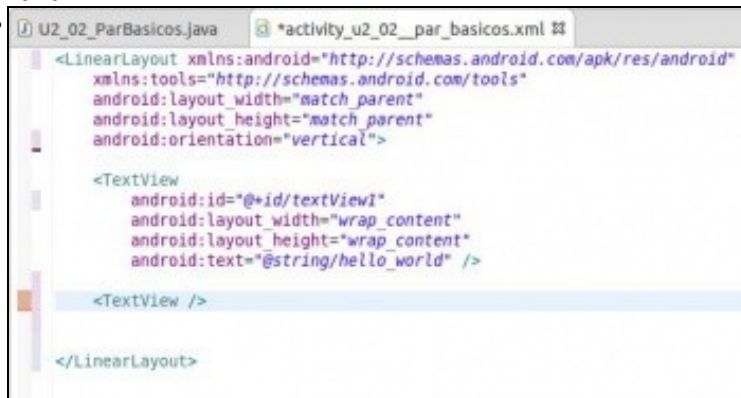 U2_02_ParBasicos.java
*activity_u2_02__par_basicos.xml
<LinearLayout xmlns:android="http://schemas.android.com/apk/res/android"
xmlns:tools="http://schemas.android.com/tools"
android:layout_width="match_parent"
android:layout_height="match_parent"
android:orientation="vertical">
<TextView
android:id="@+id/textView1"
android:layout_width="wrap_content"
android:layout_height="wrap_content"
android:text="@string/hello_world" />
<TextView />
</LinearLayout>